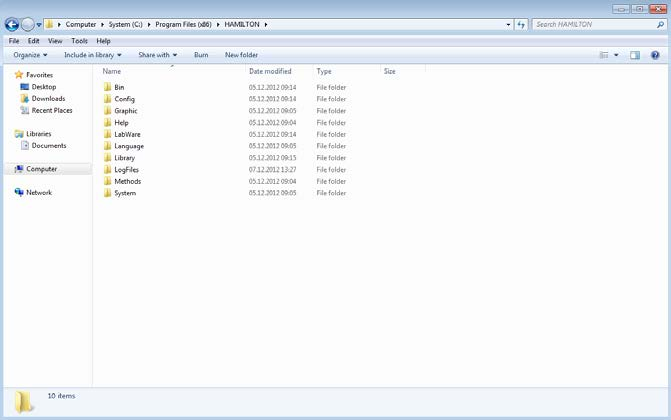 Computer System (C:) Program Files (x86) HAMILTON Search HAMILTON
File Edit View Tools Help
Organize Include in library Share with Burn New folder
Favorites
Desktop
Downloads
Recent Places
Libraries
Documents
Computer
Network
Name Date modified Type Size
Bin 05.12.2012 09:14 File folder
Config 05.12.2012 09:14 File folder
Graphic 05.12.2012 09:05 File folder
Help 05.12.2012 09:04 File folder
LabWare 05.12.2012 09:14 File folder
Language 05.12.2012 09:05 File folder
Library 05.12.2012 09:15 File folder
LogFiles 07.12.2012 13:27 File folder
Methods 05.12.2012 09:04 File folder
System 05.12.2012 09:05 File folder
10 items